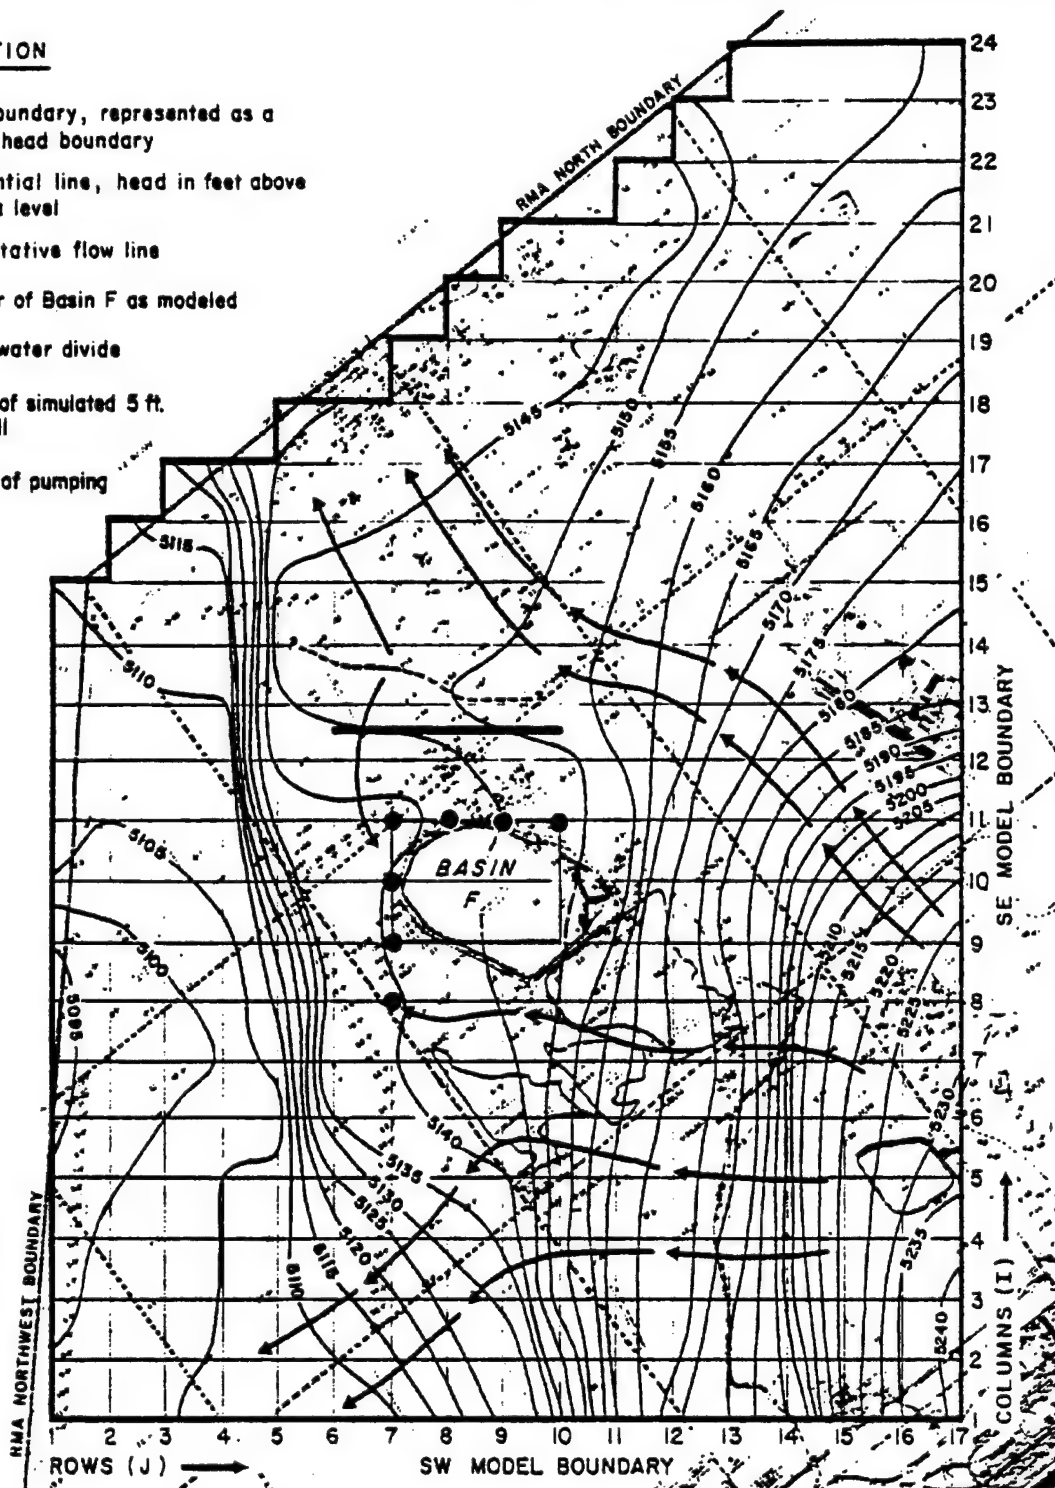 TION
oundary, represented as a
head boundary
ntial line, head in feet above
level
tative flow line
r of Basin F as modeled
water divide
of simulated 5 ft.
ll
of pumping
RMA NORTH BOUNDARY
24
23
22
21
20
19
18
17
16
15
14
13
12
11
10
9
8
7
6
5
4
3
2
1
SE MODEL BOUNDARY
COLUMNS (I)
5145
5150
5155
5160
5165
5170
5175
5180
5185
5190
5195
5200
5205
5210
5215
5220
5225
5230
5235
5240
5115
5110
5105
5100
5095
BASIN
F
5140
5135
5130
5125
5120
5115
5110
RMA NORTHWEST BOUNDARY
1 2 3 4 5 6 7 8 9 10 11 12 13 14 15 16 17
ROWS (J)
SW MODEL BOUNDARY